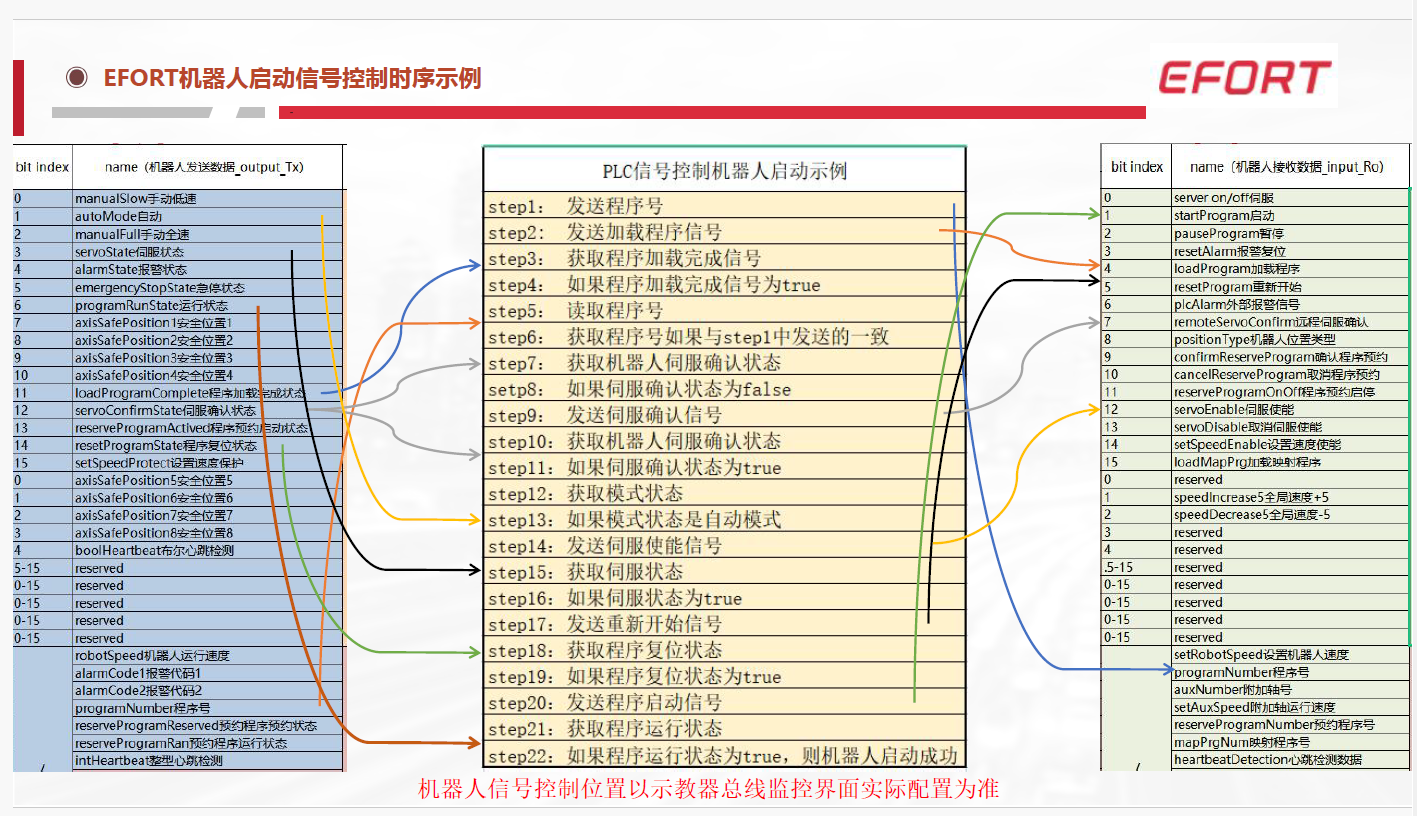 EFORT机器人启动信号控制时序示例
EFORT
bit index name（机器人发送数据_output_Tx）
0 manualSlow手动低速
1 autoMode自动
2 manualFull手动全速
3 servoState伺服状态
4 alarmState报警状态
5 emergencyStopState急停状态
6 programRunState运行状态
7 axisSafePosition1安全位置1
8 axisSafePosition2安全位置2
9 axisSafePosition3安全位置3
10 axisSafePosition4安全位置4
11 loadProgramComplete程序加载完成状态
12 servoConfirmState伺服确认状态
13 reserveProgramActived程序预约启动状态
14 resetProgramState程序复位状态
15 setSpeedProtect设置速度保护
0 axisSafePosition5安全位置5
1 axisSafePosition6安全位置6
2 axisSafePosition7安全位置7
3 axisSafePosition8安全位置8
4 boolHeartbeat布尔心跳检测
5-15 reserved
0-15 reserved
0-15 reserved
0-15 reserved
0-15 reserved
robotSpeed机器人运行速度
alarmCode1报警代码1
alarmCode2报警代码2
programNumber程序号
reserveProgramReserved预约程序预约状态
reserveProgramRan预约程序运行状态
/ intHeartbeat整型心跳检测
PLC信号控制机器人启动示例
step1： 发送程序号
step2： 发送加载程序信号
step3： 获取程序加载完成信号
step4： 如果程序加载完成信号为true
step5： 读取程序号
step6： 获取程序号如果与step1中发送的一致
step7： 获取机器人伺服确认状态
setp8： 如果伺服确认状态为false
step9： 发送伺服确认信号
step10：获取机器人伺服确认状态
step11：如果伺服确认状态为true
step12：获取模式状态
step13：如果模式状态是自动模式
step14：发送伺服使能信号
step15：获取伺服状态
step16：如果伺服状态为true
step17：发送重新开始信号
step18：获取程序复位状态
step19：如果程序复位状态为true
step20：发送程序启动信号
step21：获取程序运行状态
step22：如果程序运行状态为true，则机器人启动成功
bit index name（机器人接收数据_input_Ro）
0 server on/off伺服
1 startProgram启动
2 pauseProgram暂停
3 resetAlarm报警复位
4 loadProgram加载程序
5 resetProgram重新开始
6 plcAlarm外部报警信号
7 remoteServoConfirm远程伺服确认
8 positionType机器人位置类型
9 confirmReserveProgram确认程序预约
10 cancelReserveProgram取消程序预约
11 reserveProgramOnOff程序预约启停
12 servoEnable伺服使能
13 servoDIsable取消伺服使能
14 setSpeedEnable设置速度使能
15 loadMapPrg加载映射程序
0 reserved
1 speedIncrease5全局速度+5
2 speedDecrease5全局速度-5
3 reserved
4 reserved
.5-15 reserved
0-15 reserved
0-15 reserved
0-15 reserved
0-15 reserved
setRobotSpeed设置机器人速度
programNumber程序号
auxNumber附加轴号
setAuxSpeed附加轴运行速度
reserveProgramNumber预约程序号
mapPrgNum映射程序号
/ heartbeatDetection心跳检测数据
机器人信号控制位置以示教器总线监控界面实际配置为准